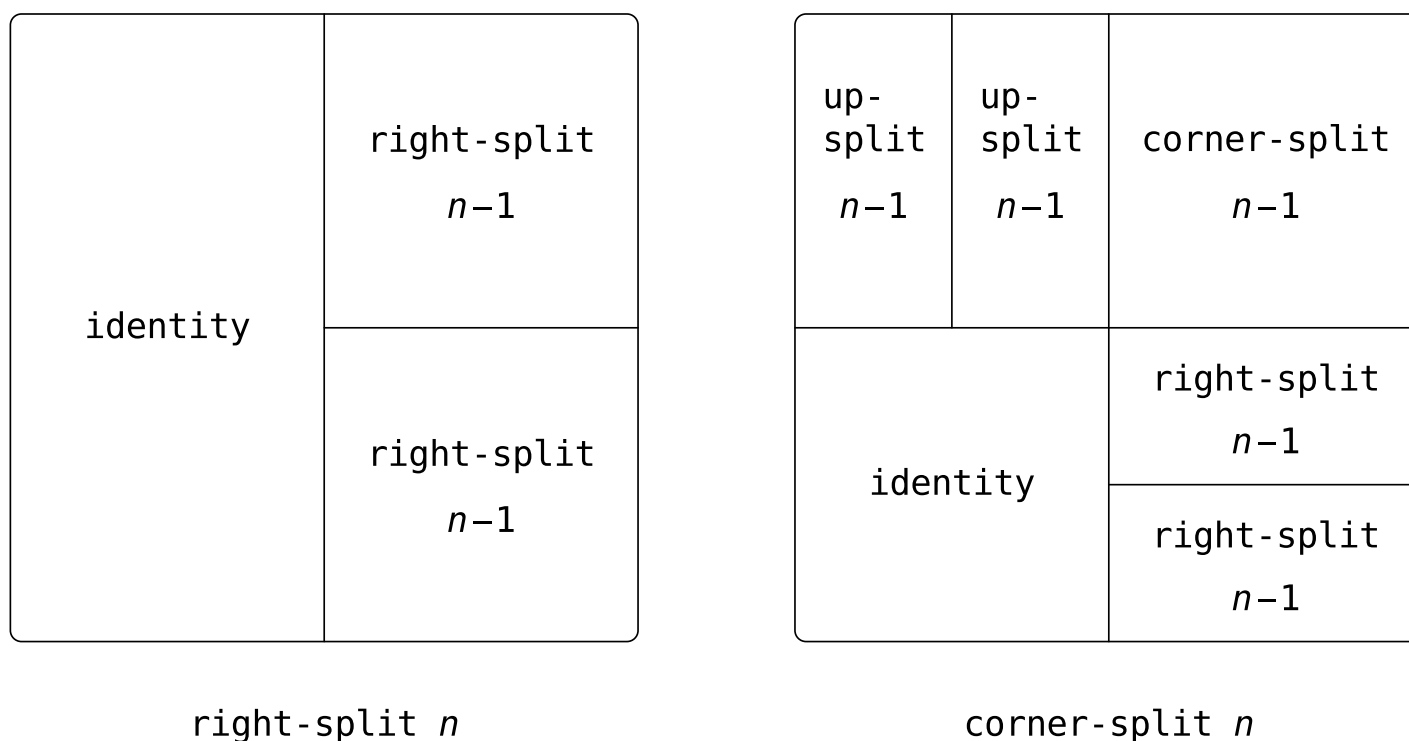 identity
right-split
n–1
right-split
n–1
right-split n
up-
split
n–1
up-
split
n–1
corner-split
n–1
identity
right-split
n–1
right-split
n–1
corner-split n